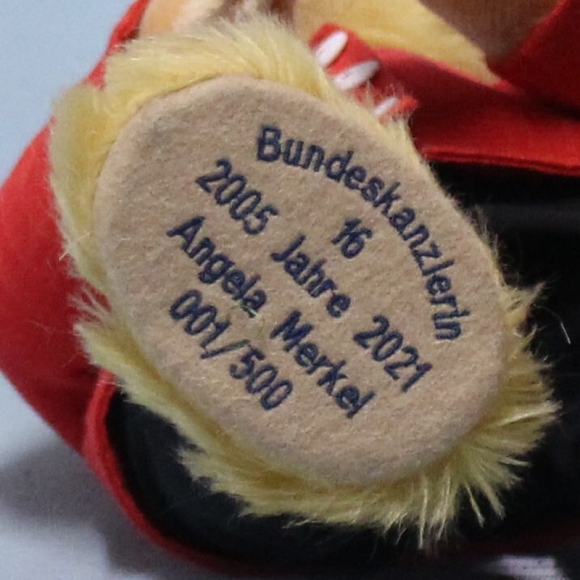 Bundeskanzlerin
16
2005 Jahre 2021
Angela Merkel
001/500